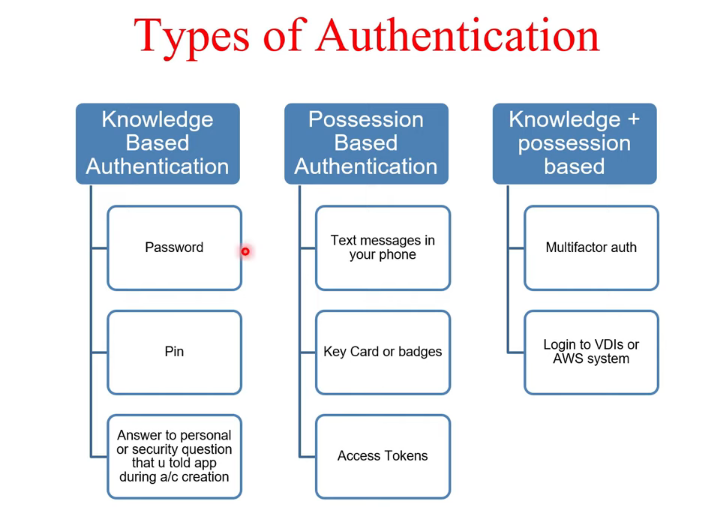 Types of Authentication
Knowledge
Based
Authentication
Password
Pin
Answer to personal
or security question
that u told app
during a/c creation
Possession
Based
Authentication
Text messages in
your phone
Key Card or badges
Access Tokens
Knowledge +
possession
based
Multifactor auth
Login to VDIs or
AWS system